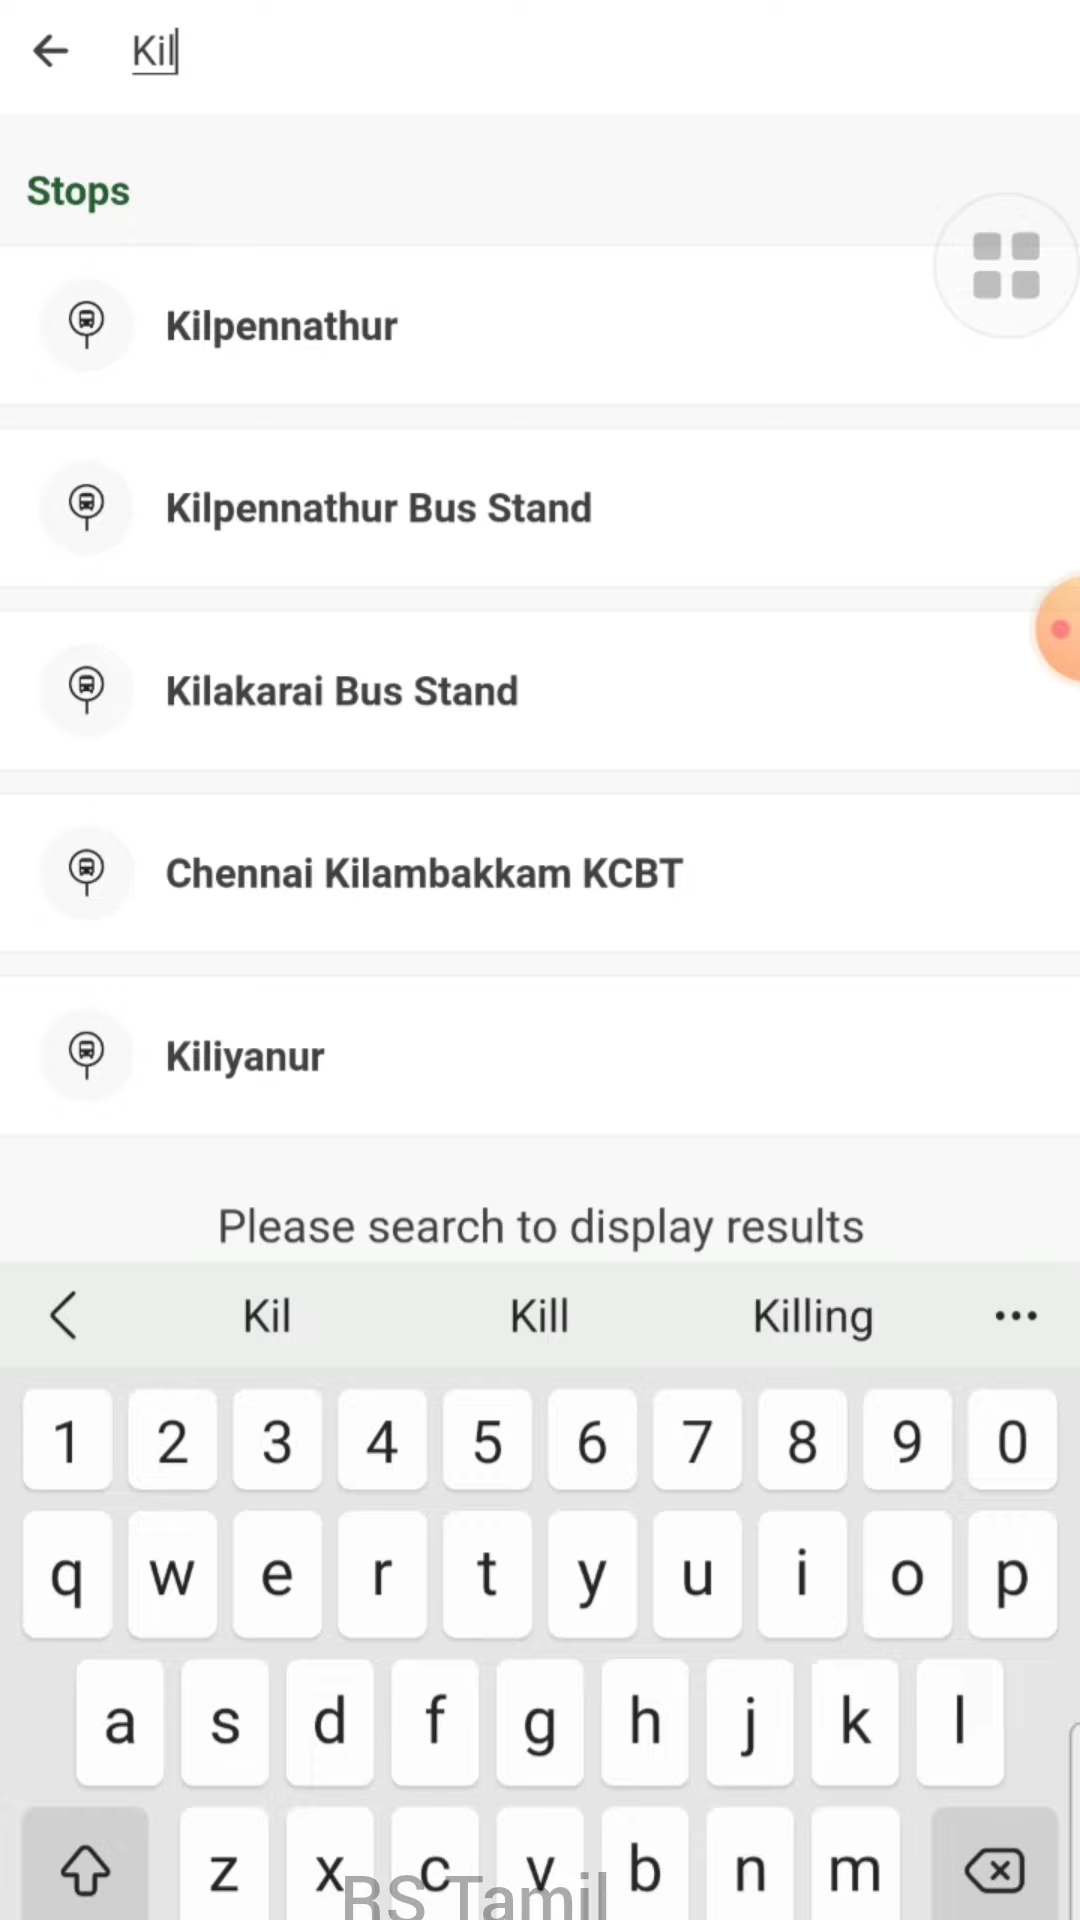 Kil
Stops
Kilpennathur
Kilpennathur Bus Stand
Kilakarai Bus Stand
Chennai Kilambakkam KCBT
Kiliyanur
Please search to display results
Kil Kill Killing
1 2 3 4 5 6 7 8 9 0
q w e r t y u i o p
a s d f g h j k l
z x c v b n m
RS Tamil